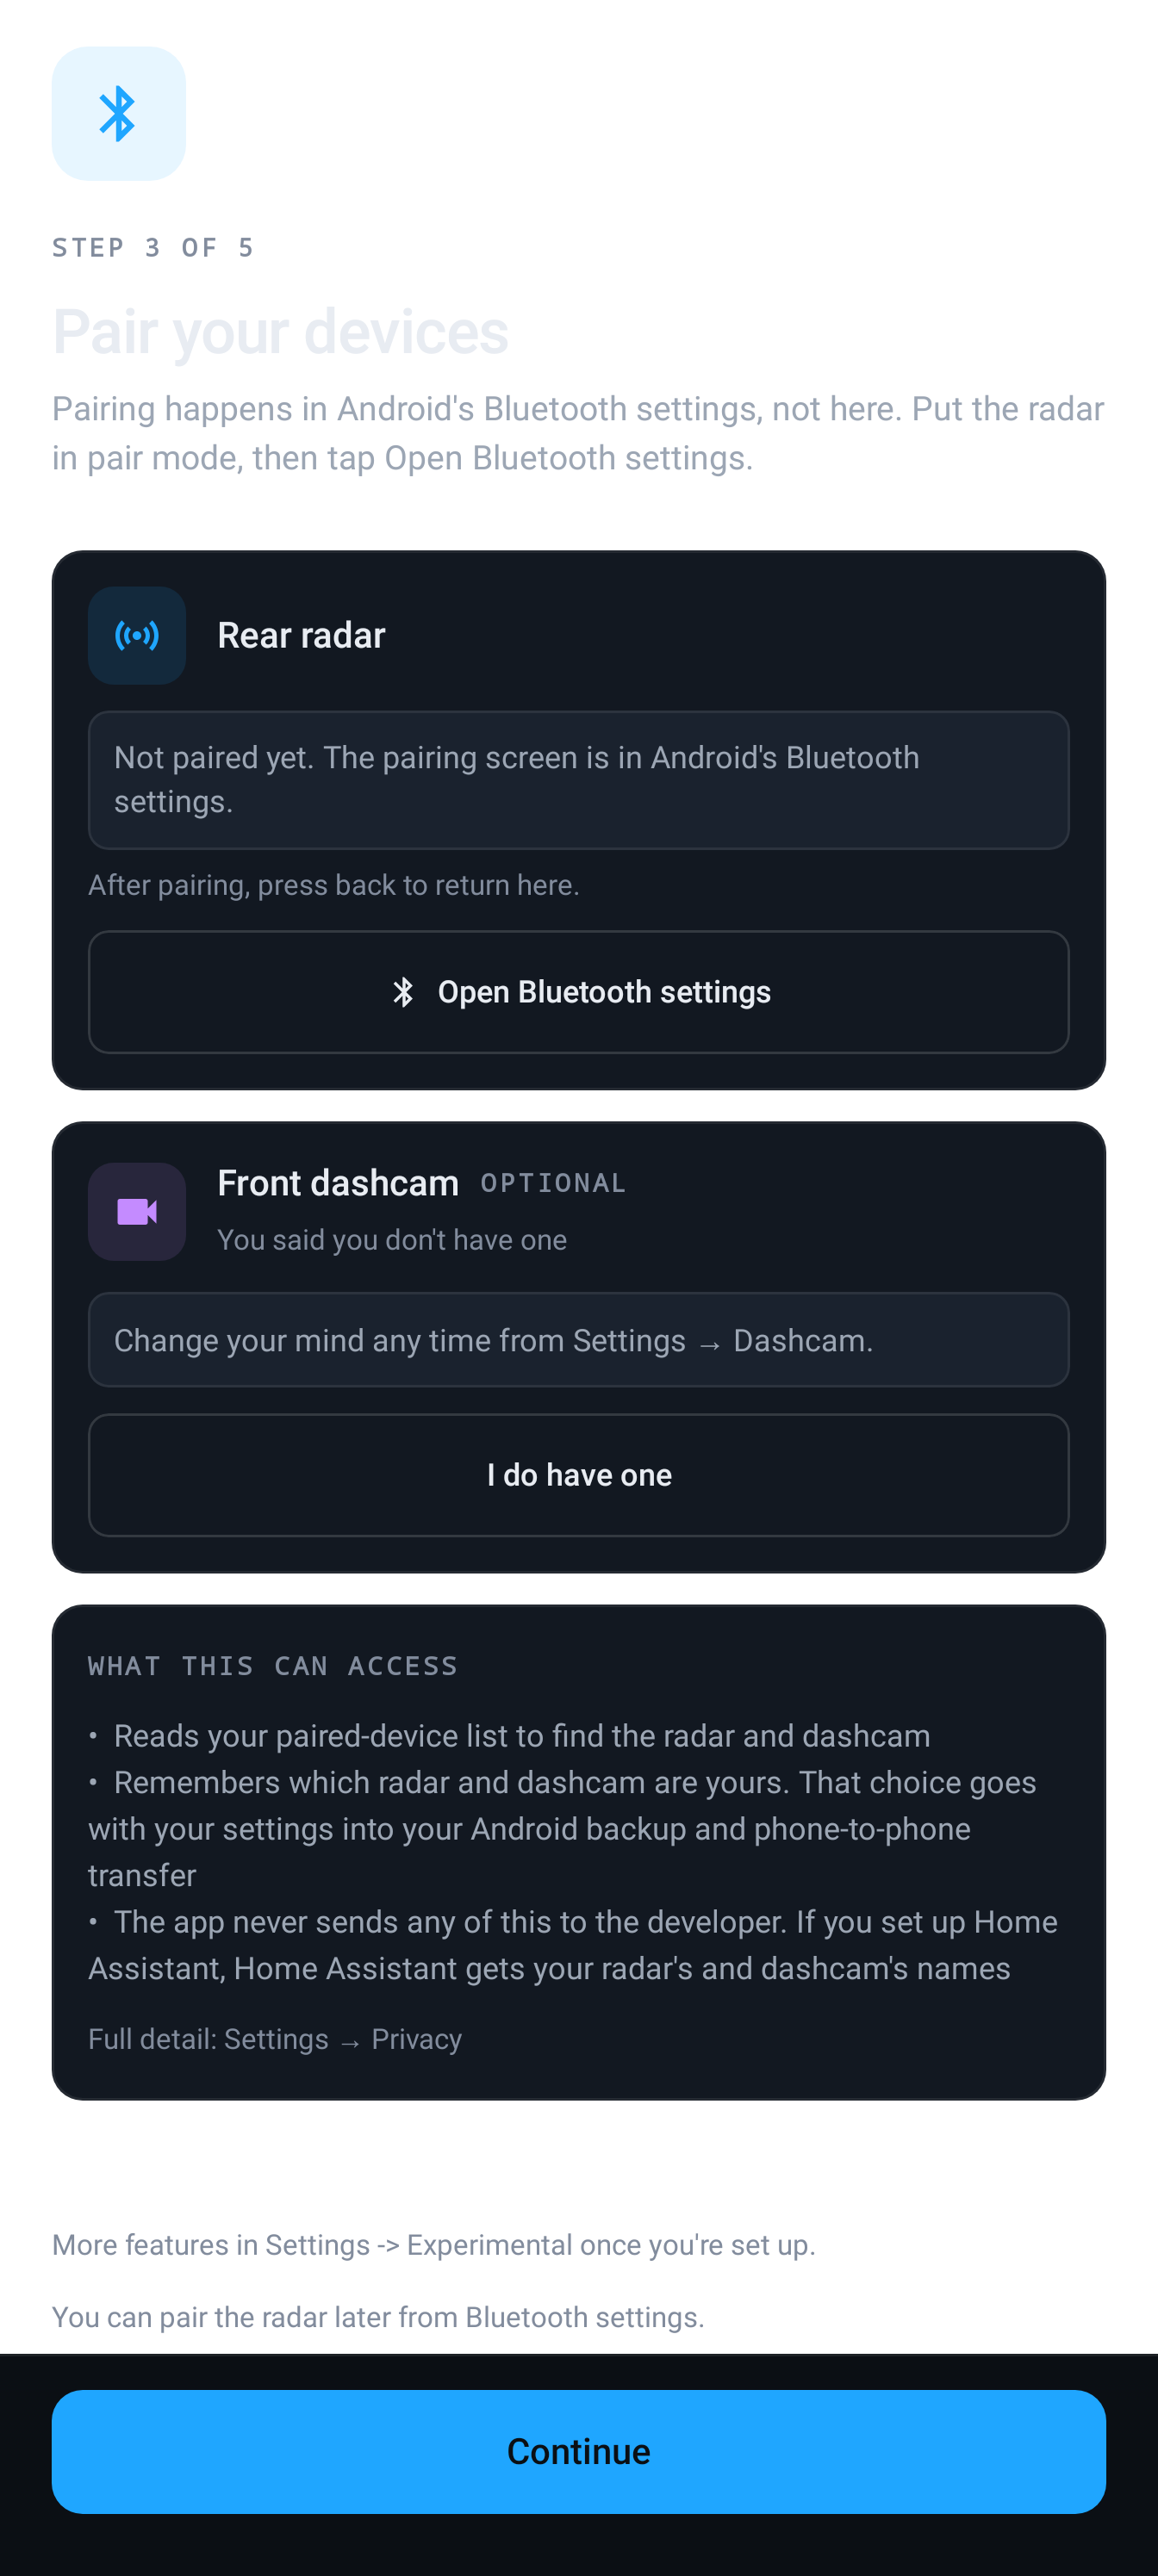 STEP 3 OF 5
Pair your devices
Pairing happens in Android's Bluetooth settings, not here. Put the radar
in pair mode, then tap Open Bluetooth settings.
Rear radar
Not paired yet. The pairing screen is in Android's Bluetooth
settings.
After pairing, press back to return here.
Open Bluetooth settings
Front dashcam OPTIONAL
You said you don't have one
Change your mind any time from Settings → Dashcam.
I do have one
WHAT THIS CAN ACCESS
• Reads your paired-device list to find the radar and dashcam
• Remembers which radar and dashcam are yours. That choice goes
with your settings into your Android backup and phone-to-phone
transfer
• The app never sends any of this to the developer. If you set up Home
Assistant, Home Assistant gets your radar's and dashcam's names
Full detail: Settings → Privacy
More features in Settings -> Experimental once you're set up.
You can pair the radar later from Bluetooth settings.
Continue